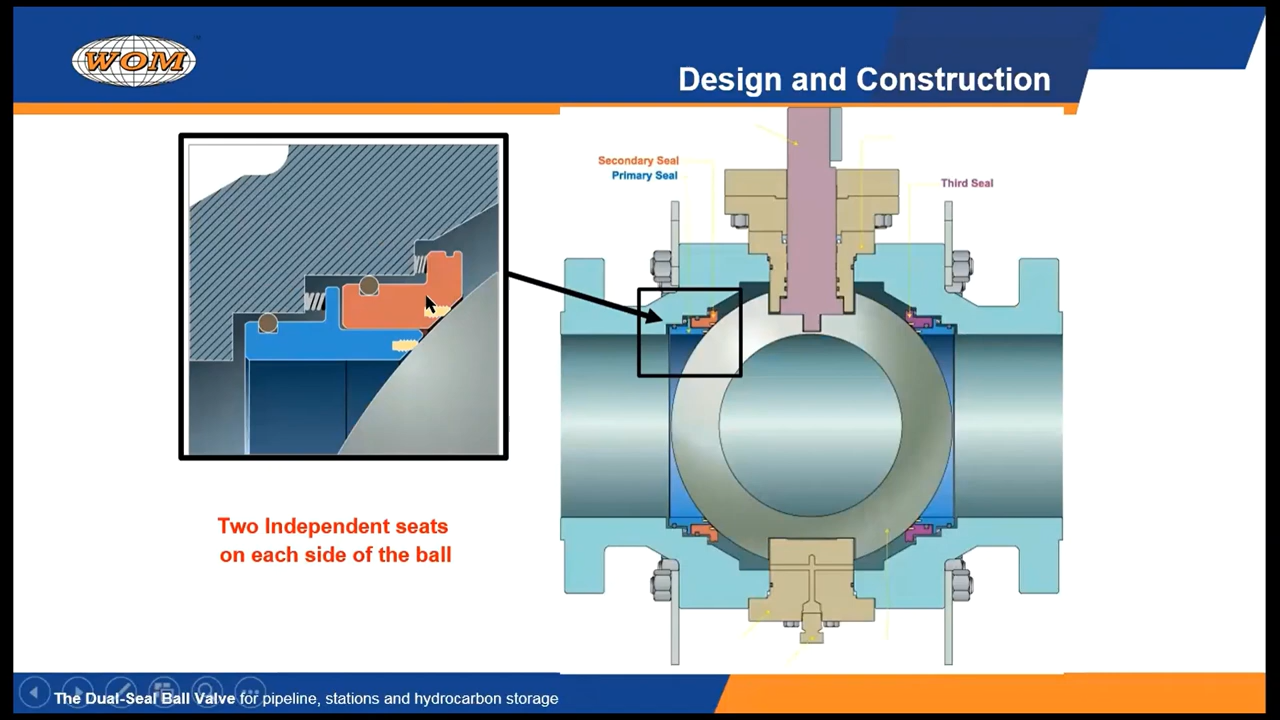 WOM
Design and Construction
Secondary Seal
Primary Seal
Third Seal
Two Independent seats
on each side of the ball
The Dual-Seal Ball Valve for pipeline, stations and hydrocarbon storage